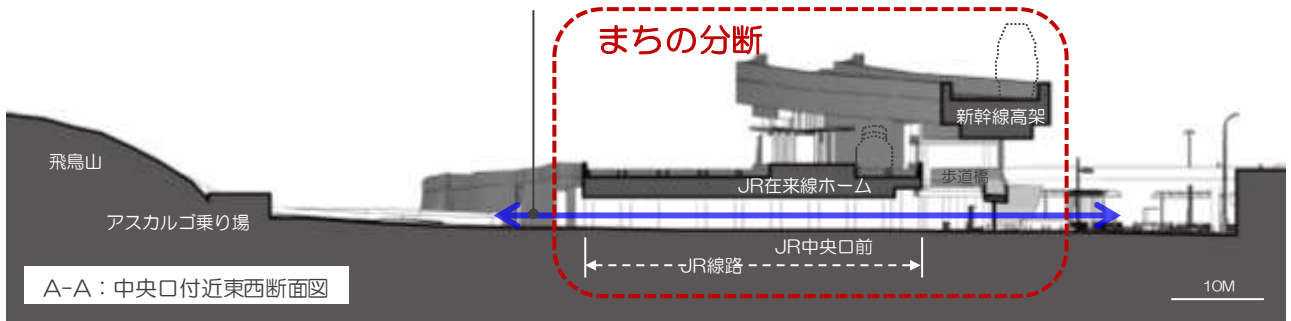 まちの分断
新幹線高架
飛鳥山
JR在来線ホーム
歩道橋
アスカルゴ乗り場
JR中央口前
JR線路
A-A：中央口付近東西断面図
10M